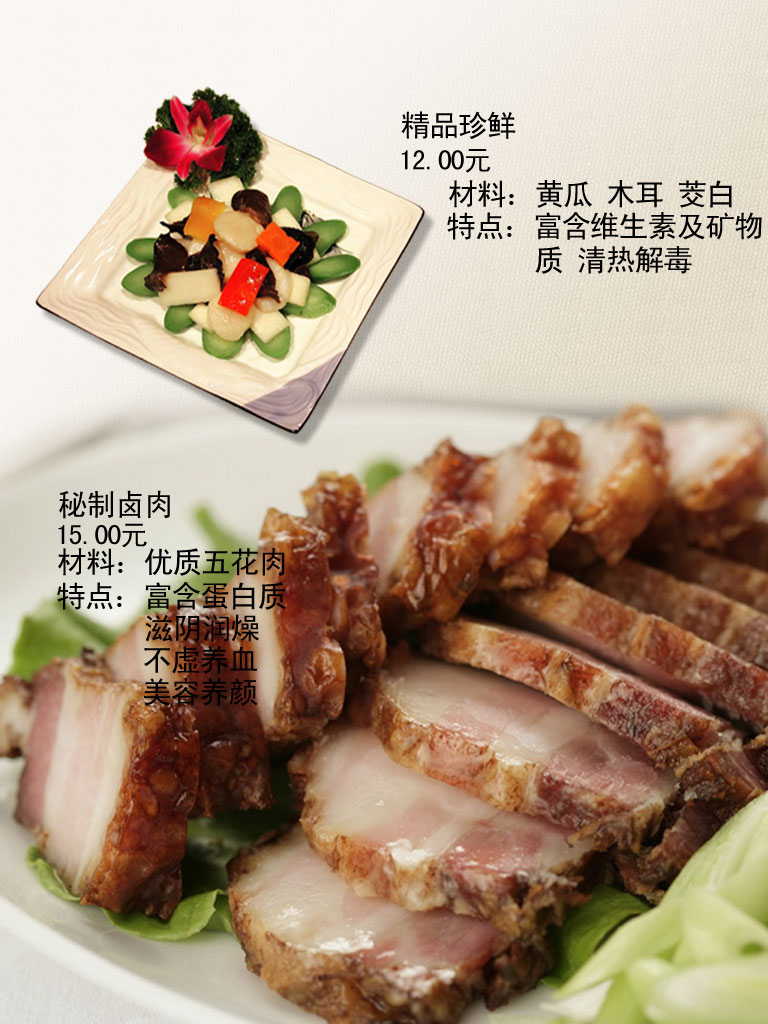 精品珍鲜
12.00元
材料：黄瓜 木耳 茭白
特点：富含维生素及矿物
质 清热解毒
秘制卤肉
15.00元
材料：优质五花肉
特点：富含蛋白质
滋阴润燥
不虚养血
美容养颜